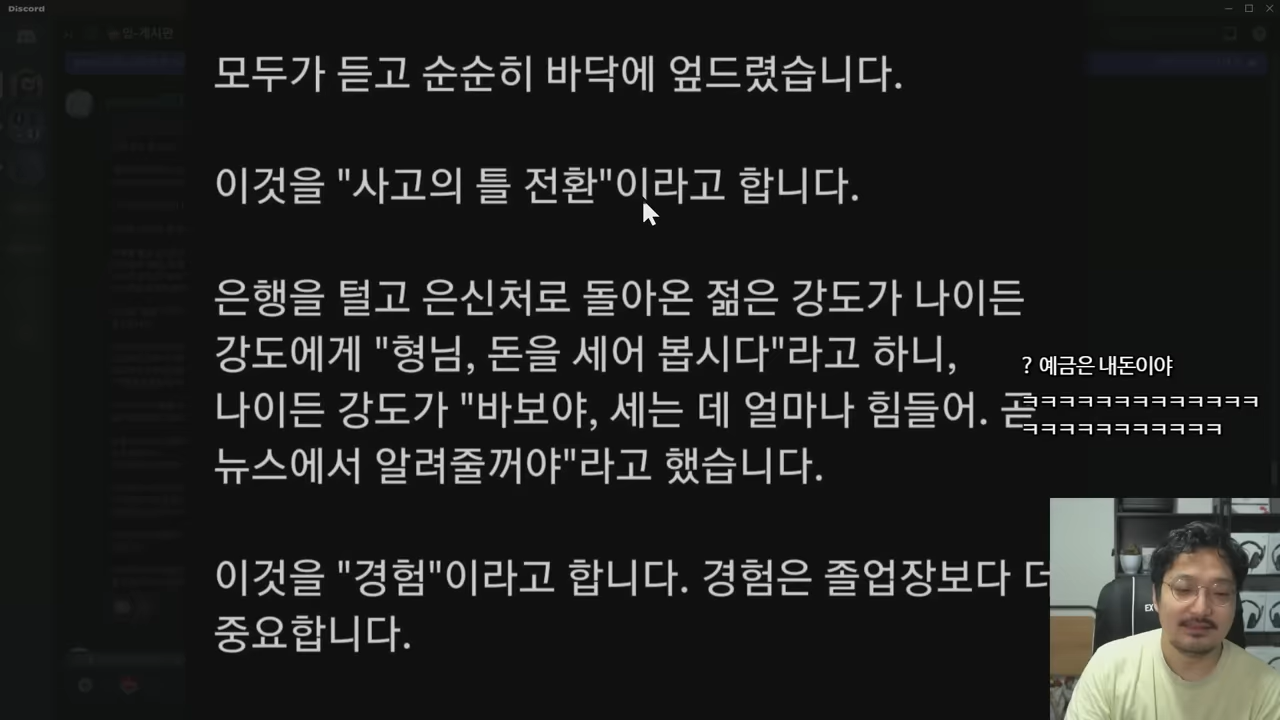 Discord
모두가 듣고 순순히 바닥에 엎드렸습니다.
이것을 "사고의 틀 전환"이라고 합니다.
은행을 털고 은신처로 돌아온 젊은 강도가 나이든
강도에게 "형님, 돈을 세어 봅시다"라고 하니,
? 예금은 내돈이야
나이든 강도가 "바보야, 세는 데 얼마나 힘들어. 곧
ㅋㅋㅋㅋㅋㅋㅋㅋㅋㅋㅋㅋㅋ
ㅋㅋㅋㅋㅋㅋㅋㅋㅋㅋㅋ
뉴스에서 알려줄꺼야"라고 했습니다.
이것을 "경험"이라고 합니다. 경험은 졸업장보다 더
중요합니다.
EX